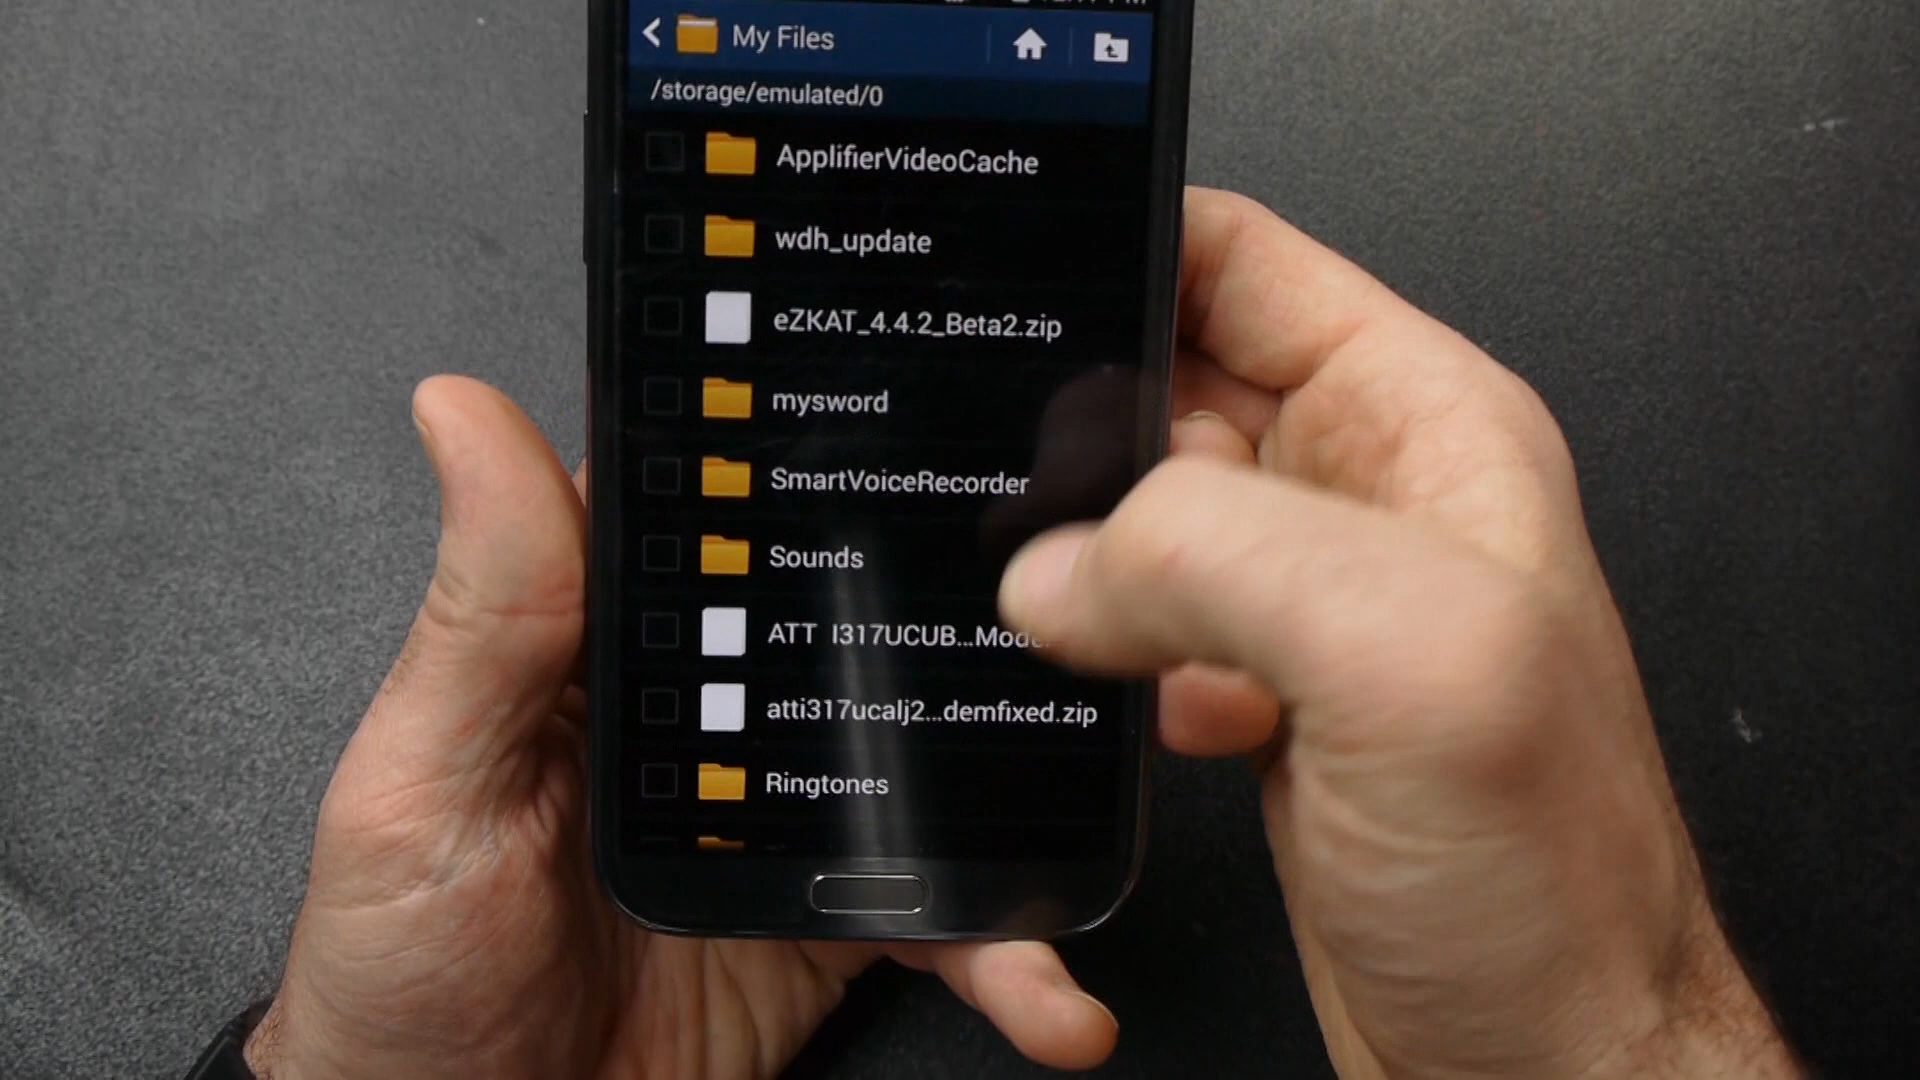 My Files
/storage/emulated/0
ApplifierVideoCache
wdh_update
eZKAT_4.4.2_Beta2.zip
mysword
SmartVoiceRecorder
Sounds
ATT I317UCUB...Mode
atti317ucalj2...demfixed.zip
Ringtones